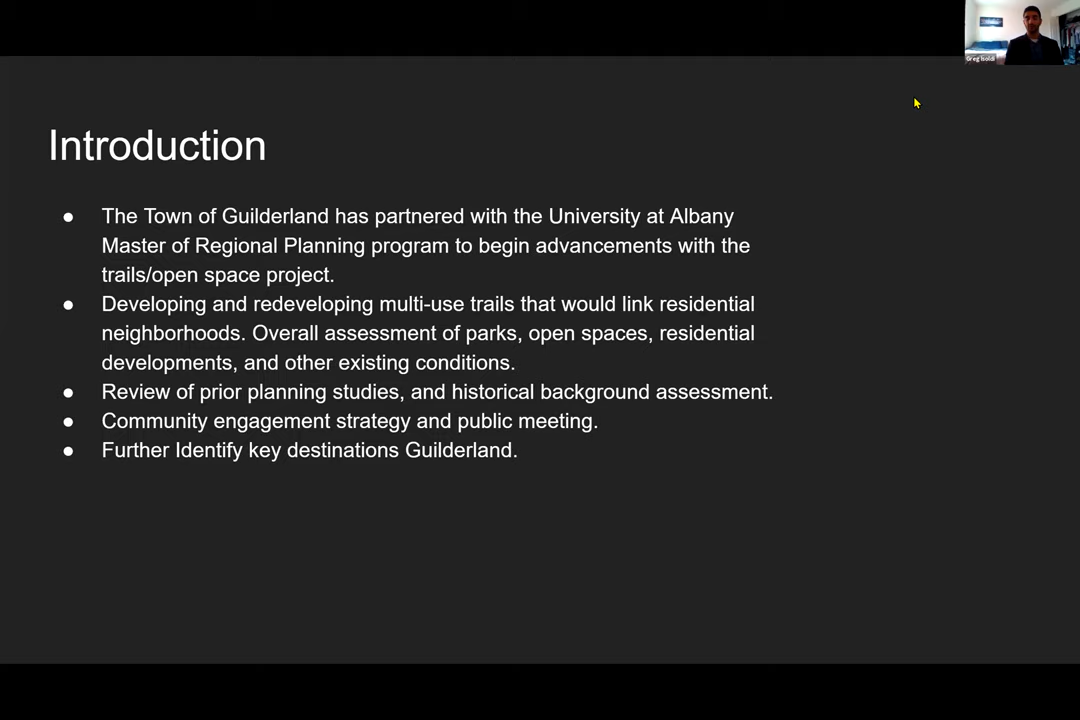 Greg Isoldi
Introduction
● The Town of Guilderland has partnered with the University at Albany
Master of Regional Planning program to begin advancements with the
trails/open space project.
● Developing and redeveloping multi-use trails that would link residential
neighborhoods. Overall assessment of parks, open spaces, residential
developments, and other existing conditions.
● Review of prior planning studies, and historical background assessment.
● Community engagement strategy and public meeting.
● Further Identify key destinations Guilderland.